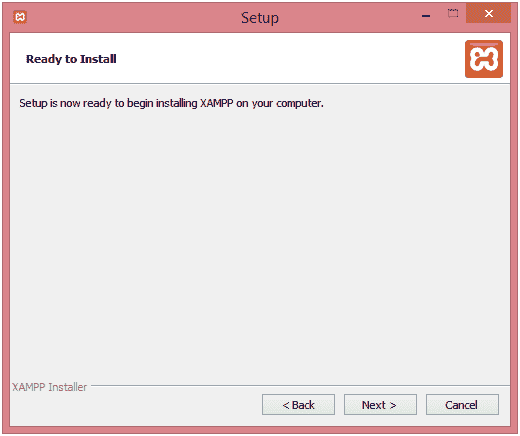 Setup
Ready to Install
Setup is now ready to begin installing XAMPP on your computer.
XAMPP Installer
< Back
Next >
Cancel